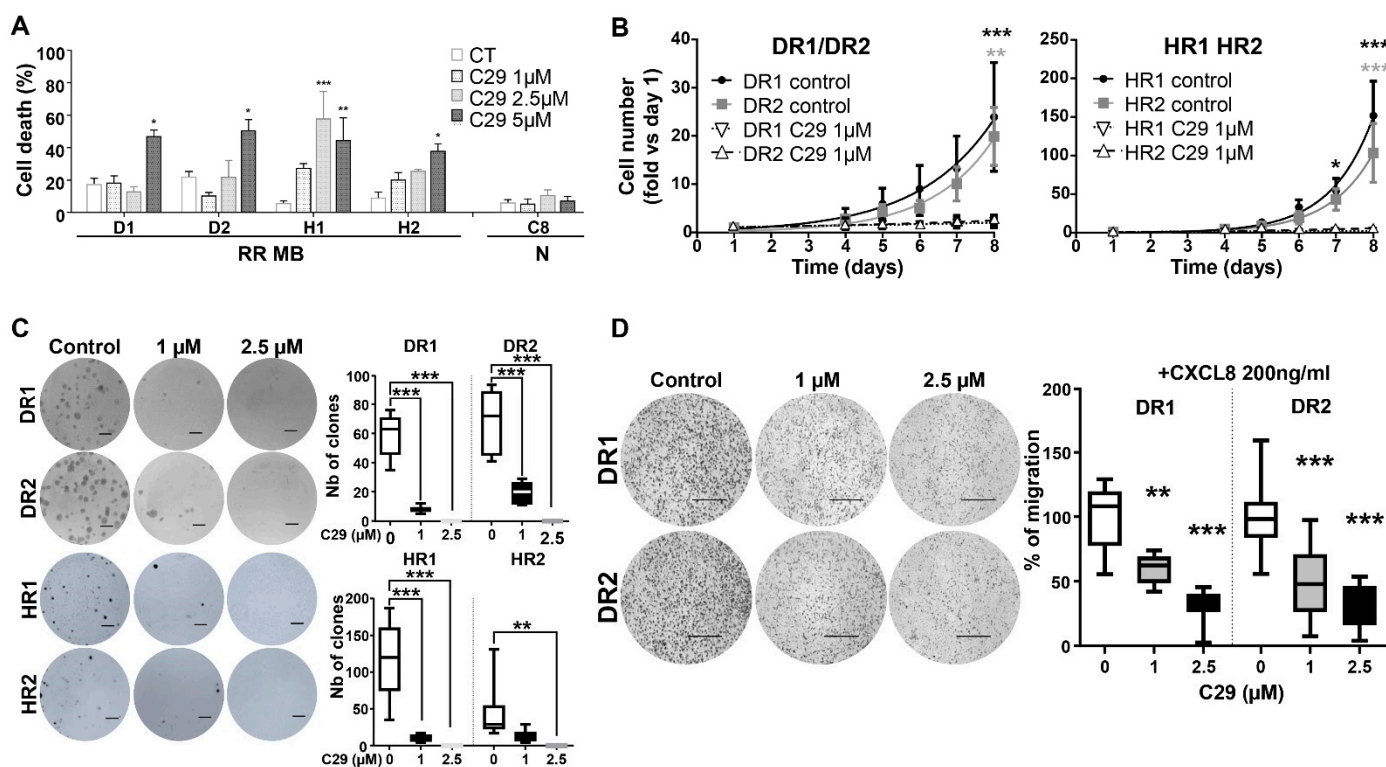 A
Cell death (%)
100
80
60
40
20
0
CT
C29 1µM
C29 2.5µM
C29 5µM
*
*
***
**
*
D1 D2 H1 H2 C8
RR MB N
B
Cell number
(fold vs day 1)
DR1/DR2
40
30
20
10
0
DR1 control
DR2 control
DR1 C29 1µM
DR2 C29 1µM
***
**
0 1 2 3 4 5 6 7 8
Time (days)
HR1 HR2
250
200
150
100
50
0
HR1 control
HR2 control
HR1 C29 1µM
HR2 C29 1µM
***
***
*
0 1 2 3 4 5 6 7 8
Time (days)
C
Control 1 µM 2.5 µM
DR1
DR2
HR1
HR2
DR1 DR2
Nb of clones
100
80
60
40
20
0
***
***
***
***
C29 (µM) 0 1 2.5 0 1 2.5
HR1 HR2
Nb of clones
200
150
100
50
0
***
***
**
C29 (µM) 0 1 2.5 0 1 2.5
D
Control 1 µM 2.5 µM
DR1
DR2
+CXCL8 200ng/ml
DR1 DR2
% of migration
200
150
100
50
0
**
***
***
***
0 1 2.5 0 1 2.5
C29 (µM)